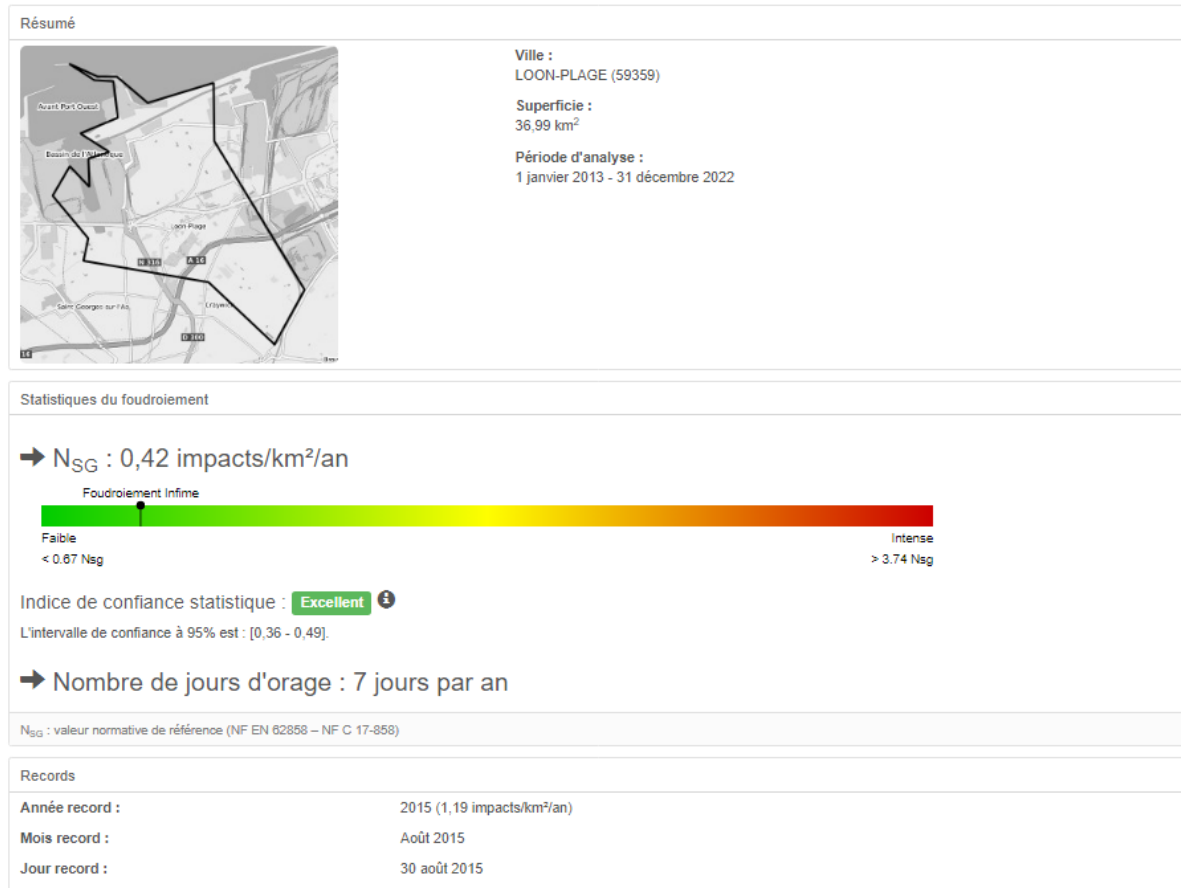 Résumé
Ville :
LOON-PLAGE (59359)
Superficie :
36,99 km²
Période d'analyse :
1 janvier 2013 - 31 décembre 2022
Avant Port Ouest
Bassin de l'Atlantique
Loon Plage
N 316
A 16
Saint Georges sur l'Aa
Craywick
D 300
16
Statistiques du foudroiement
➔ NSG : 0,42 impacts/km²/an
Foudroiement Infime
Faible
Intense
< 0.67 Nsg
> 3.74 Nsg
Indice de confiance statistique : Excellent
L'intervalle de confiance à 95% est : [0,36 - 0,49].
➔ Nombre de jours d'orage : 7 jours par an
NSG : valeur normative de référence (NF EN 62858 – NF C 17-858)
Records
Année record :
2015 (1,19 impacts/km²/an)
Mois record :
Août 2015
Jour record :
30 août 2015